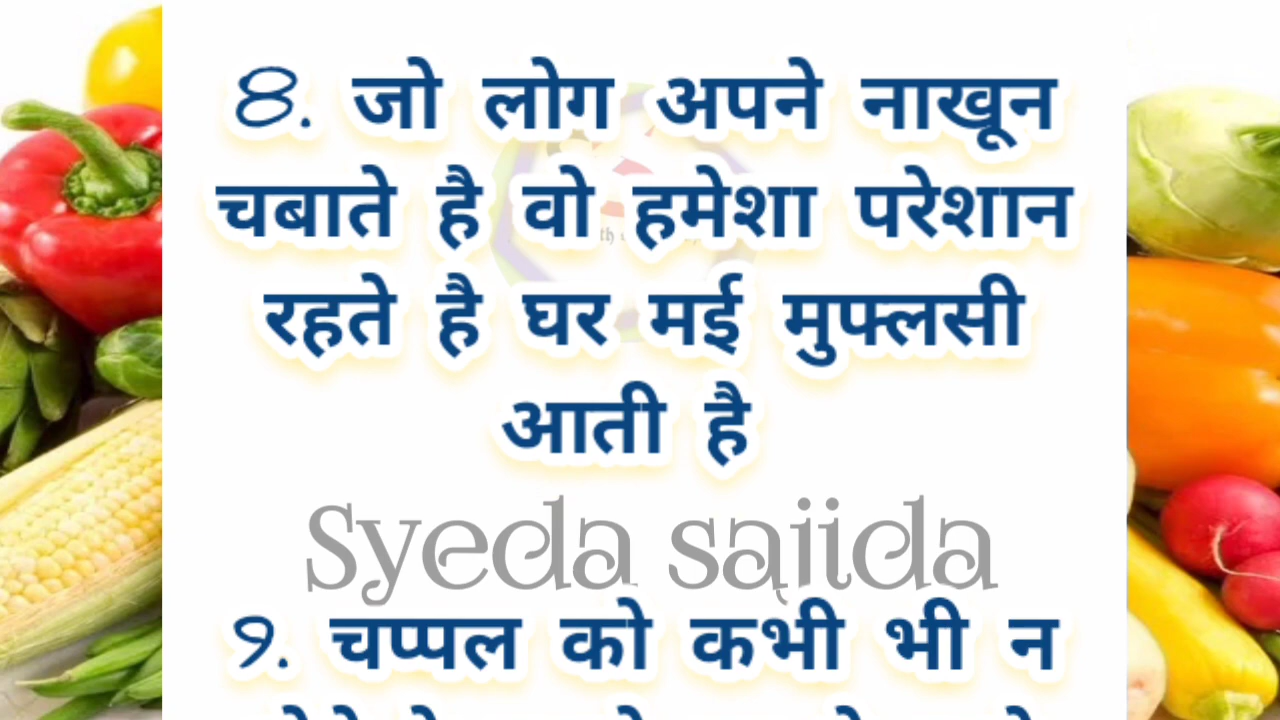 8. जो लोग अपने नाखून
चबाते है वो हमेशा परेशान
रहते है घर मई मुफ्लसी
आती है
Syeda sajida
9. चप्पल को कभी भी न